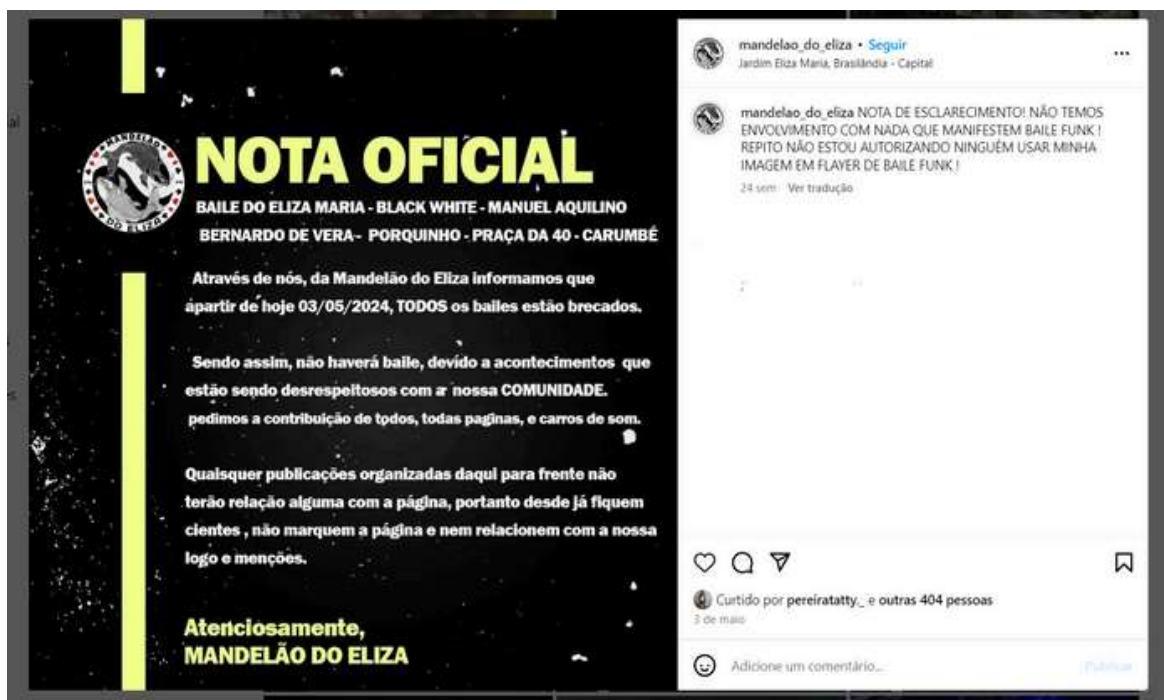 MANDELÃO
DO ELIZA
NOTA OFICIAL
BAILE DO ELIZA MARIA - BLACK WHITE - MANUEL AQUILINO
BERNARDO DE VERA- PORQUINHO - PRAÇA DA 40 - CARUMBÉ
Através de nós, da Mandelão do Eliza informamos que
apartir de hoje 03/05/2024, TODOS os bailes estão brecados.
Sendo assim, não haverá baile, devido a acontecimentos que
estão sendo desrespeitosos com a nossa COMUNIDADE.
pedimos a contribuição de todos, todas paginas, e carros de som.
Quaisquer publicações organizadas daqui para frente não
terão relação alguma com a página, portanto desde já fiquem
cientes , não marquem a página e nem relacionem com a nossa
logo e menções.
Atenciosamente,
MANDELÃO DO ELIZA
mandelao_do_eliza • Seguir
Jardim Eliza Maria, Brasilândia - Capital
mandelao_do_eliza NOTA DE ESCLARECIMENTO! NÃO TEMOS
ENVOLVIMENTO COM NADA QUE MANIFESTEM BAILE FUNK !
REPITO NÃO ESTOU AUTORIZANDO NINGUÉM USAR MINHA
IMAGEM EM FLAYER DE BAILE FUNK !
24 sem Ver tradução
Curtido por pereiratatty._ e outras 404 pessoas
3 de maio
Adicione um comentário... Publicar